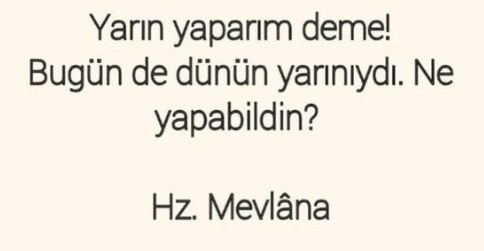 Yarın yaparım deme!
Bugün de dünün yarınıydı. Ne
yapabildin?
Hz. Mevlâna